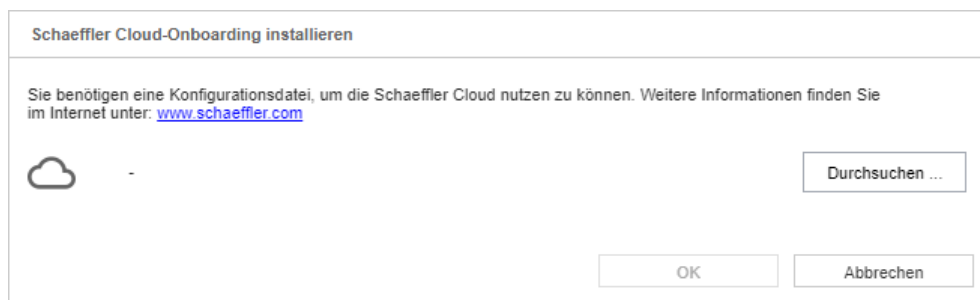 Schaeffler Cloud-Onboarding installieren
Sie benötigen eine Konfigurationsdatei, um die Schaeffler Cloud nutzen zu können. Weitere Informationen finden Sie
im Internet unter: www.schaeffler.com
-
Durchsuchen ...
OK
Abbrechen